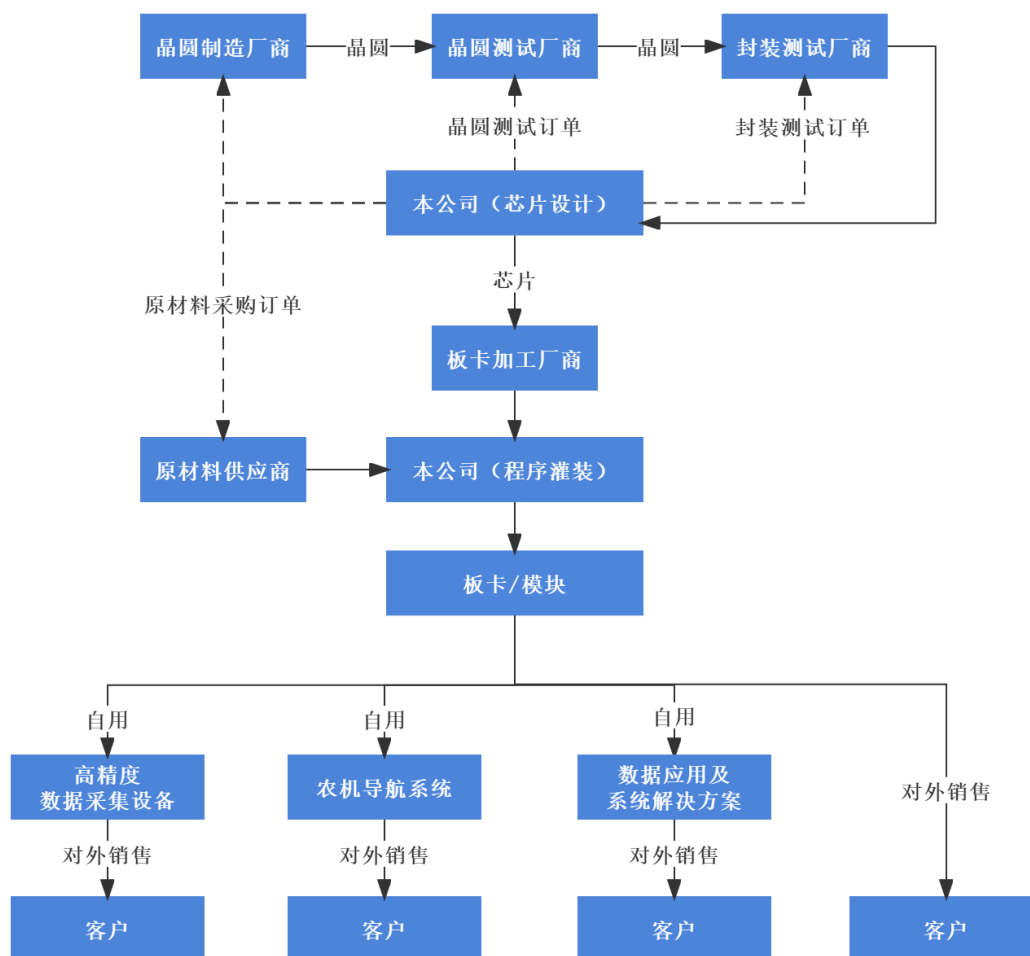 晶圆制造厂商
晶圆
晶圆测试厂商
晶圆
封装测试厂商
晶圆测试订单
封装测试订单
本公司（芯片设计）
芯片
原材料采购订单
板卡加工厂商
原材料供应商
本公司（程序灌装）
板卡/模块
自用
自用
自用
高精度
数据采集设备
农机导航系统
数据应用及
系统解决方案
对外销售
对外销售
对外销售
对外销售
客户
客户
客户
客户